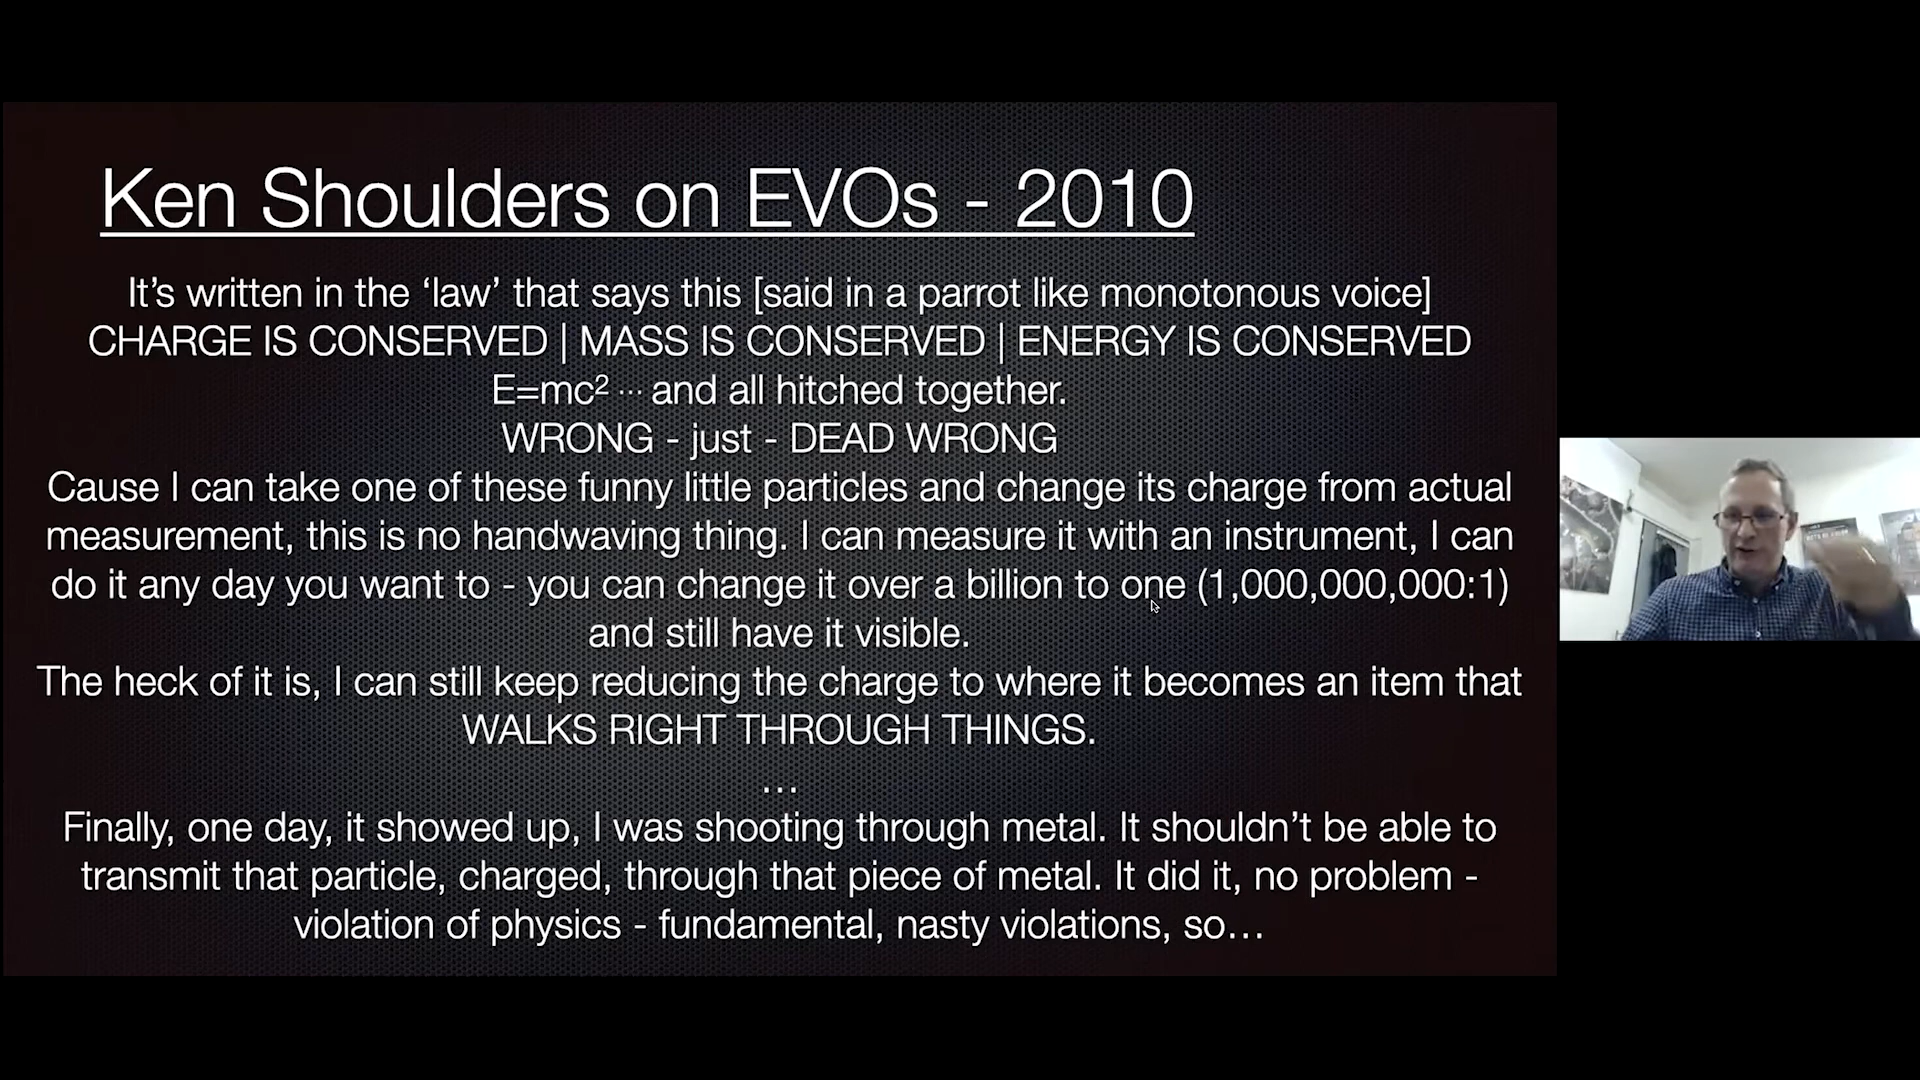 Ken Shoulders on EVOs - 2010
It's written in the ‘law’ that says this [said in a parrot like monotonous voice]
CHARGE IS CONSERVED | MASS IS CONSERVED | ENERGY IS CONSERVED
E=mc² ... and all hitched together.
WRONG - just - DEAD WRONG
Cause I can take one of these funny little particles and change its charge from actual
measurement, this is no handwaving thing. I can measure it with an instrument, I can
do it any day you want to - you can change it over a billion to one (1,000,000,000:1)
and still have it visible.
The heck of it is, I can still keep reducing the charge to where it becomes an item that
WALKS RIGHT THROUGH THINGS.
...
Finally, one day, it showed up, I was shooting through metal. It shouldn't be able to
transmit that particle, charged, through that piece of metal. It did it, no problem -
violation of physics - fundamental, nasty violations, so...